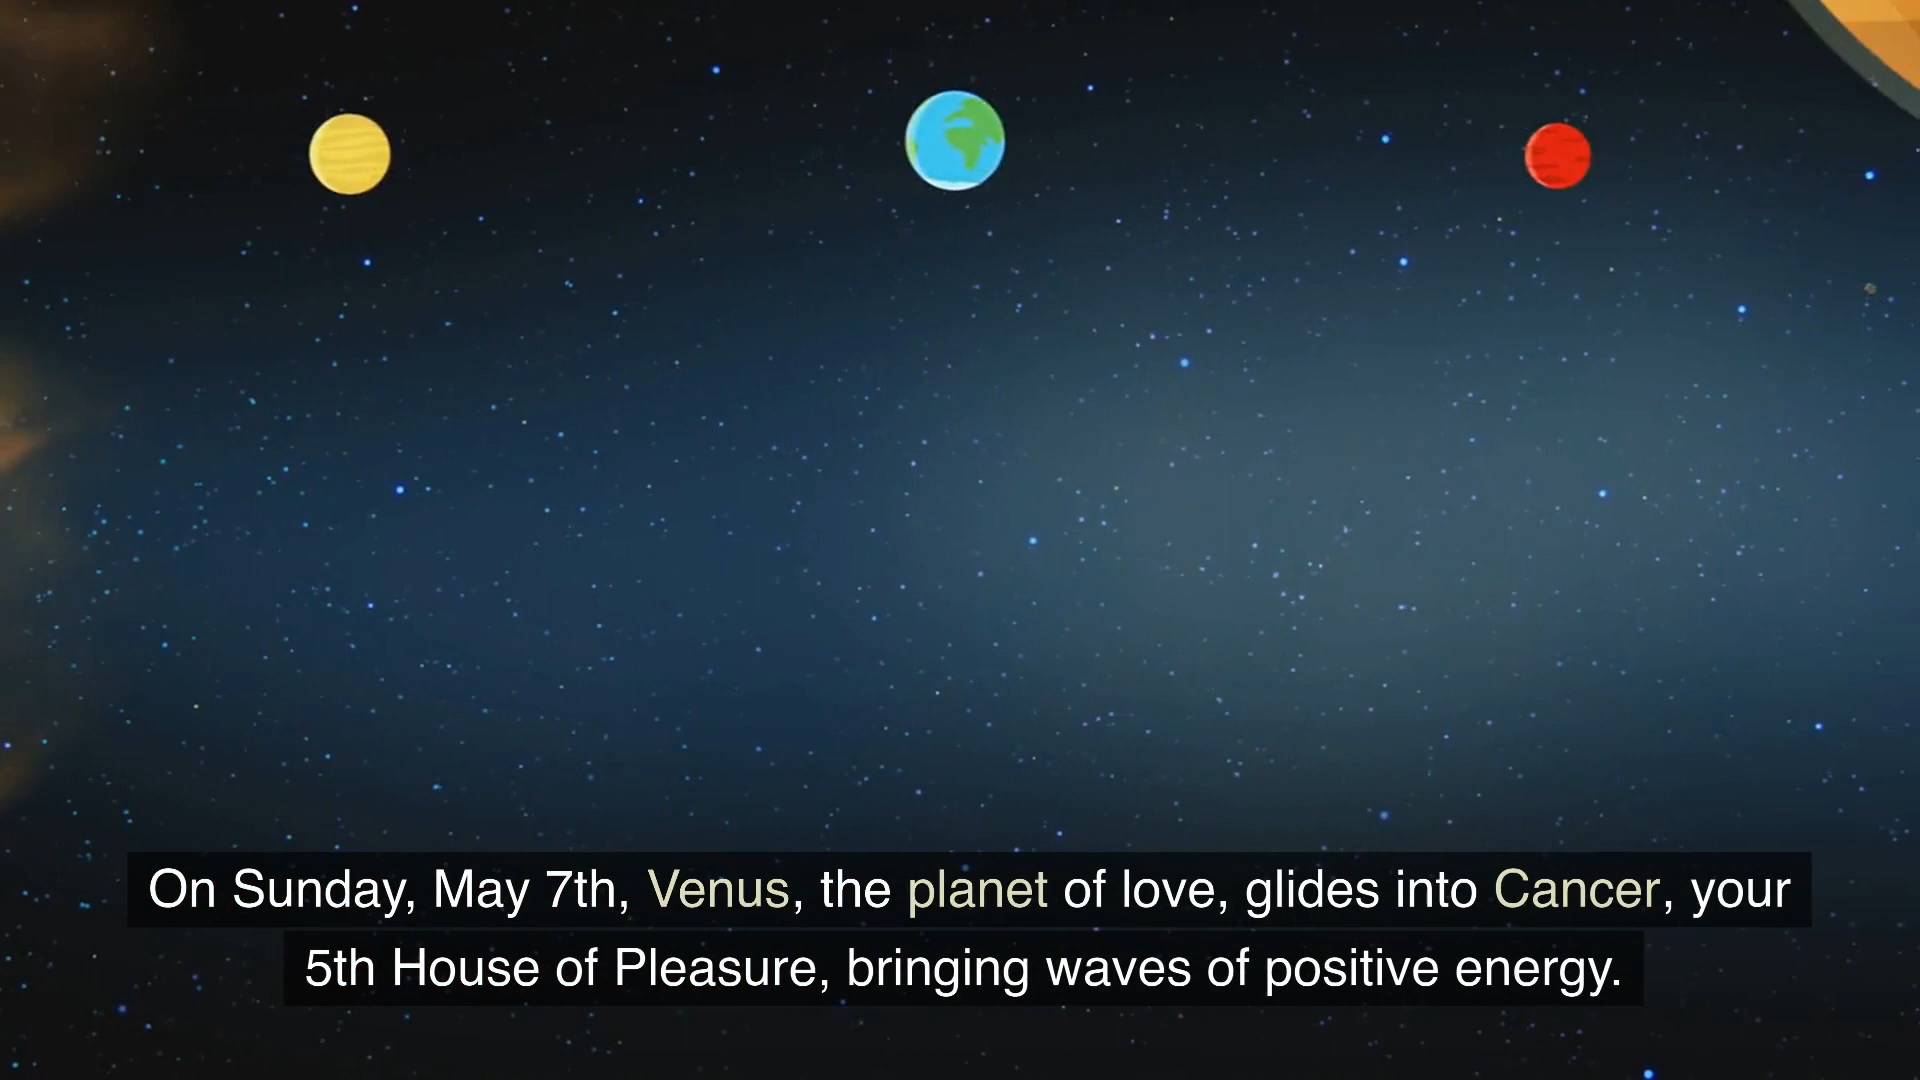 On Sunday, May 7th, Venus, the planet of love, glides into Cancer, your
5th House of Pleasure, bringing waves of positive energy.